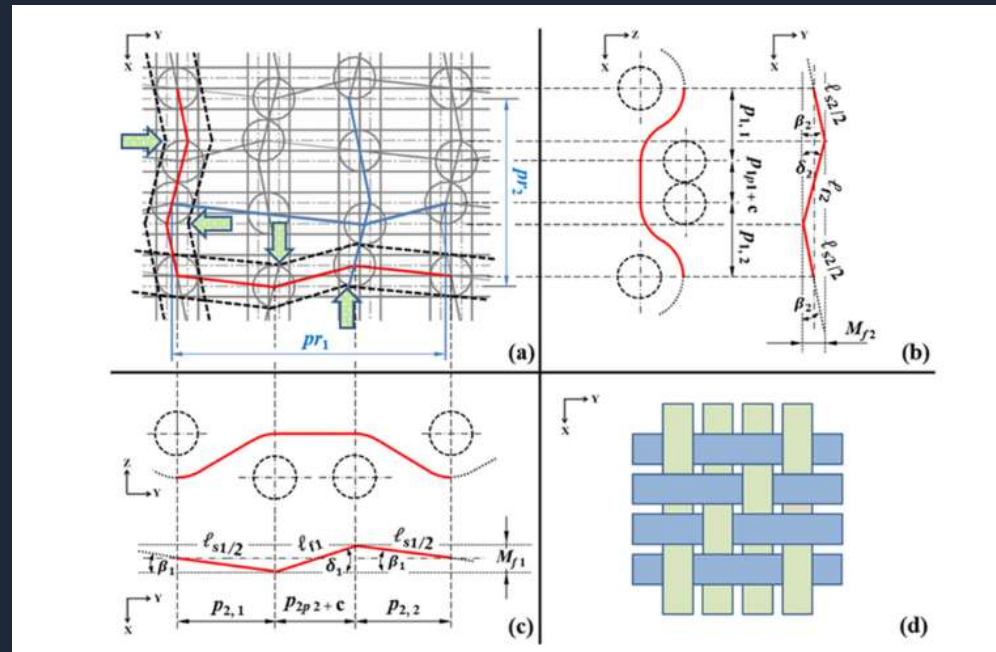 Y
X
pr₂
pr₁
(a)
Z
X
p₁,₁
p₁ₚ₁+c
p₁,₂
Y
X
ℓs2/2
β₂
δ₂
ℓf2
ℓs2/2
β₂
Mf2
(b)
Z
Y
ℓs1/2
ℓf1
ℓs1/2
β₁
δ₁
β₁
Mf1
Y
X
p₂,₁
p₂ₚ₂+c
p₂,₂
(c)
Y
X
(d)